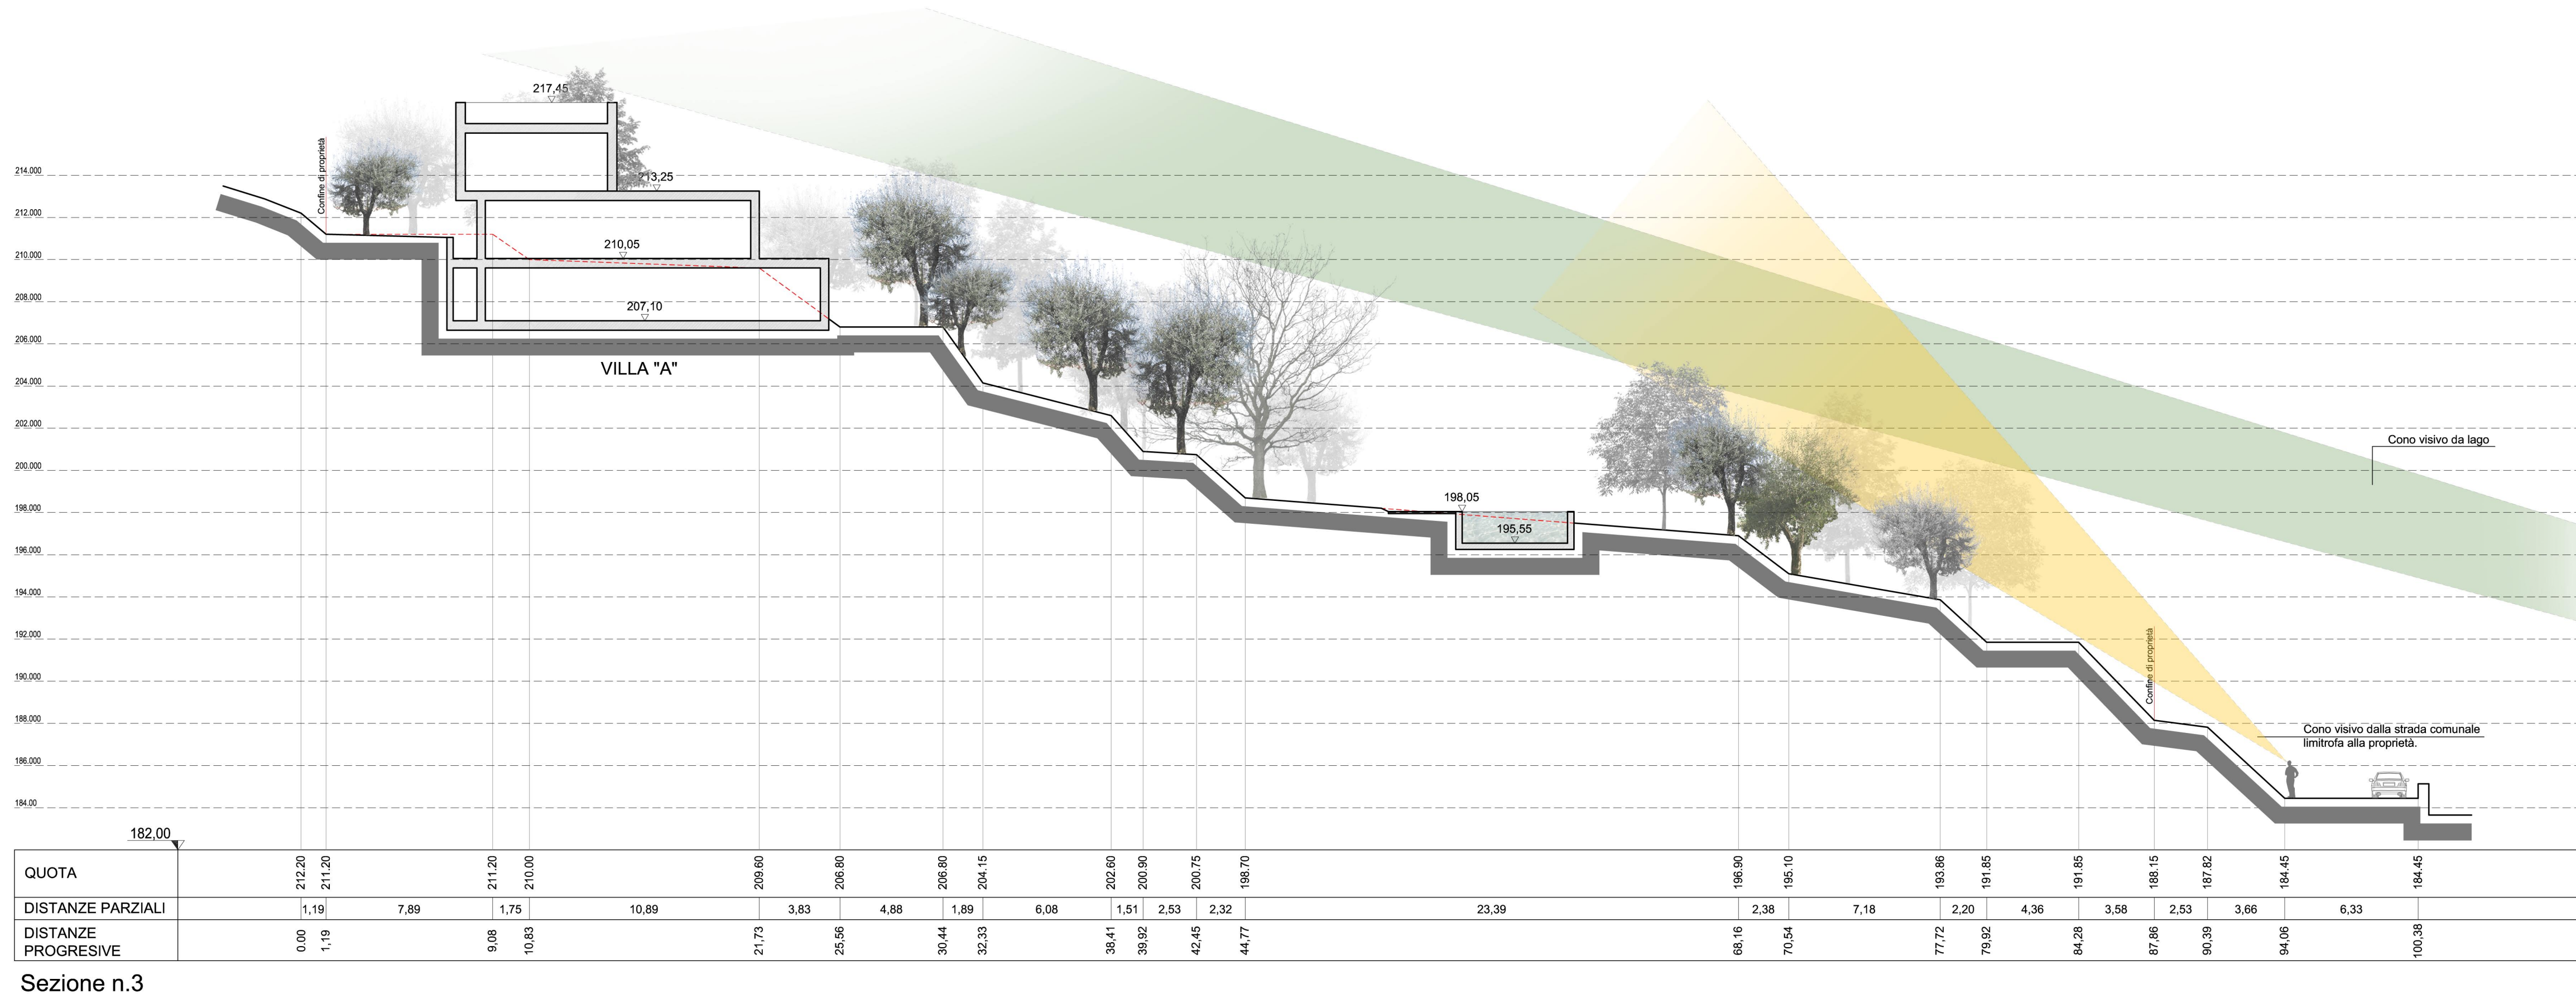 217,45
Confine di proprietà
213,25
210,05
207,10
VILLA "A"
214.000
212.000
210.000
208.000
206.000
204.000
202.000
200.000
198.000
196.000
194.000
192.000
190.000
188.000
186.000
184.00
182,00
198,05
195,55
Cono visivo da lago
Confine di proprietà
Cono visivo dalla strada comunale
limitrofa alla proprietà.
QUOTA 212.20 211.20 211.20 210.00 209.60 206.80 206.80 204.15 202.60 200.90 200.75 198.70 196.90 195.10 193.86 191.85 191.85 188.15 187.82 184.45 184.45
DISTANZE PARZIALI 1,19 7,89 1,75 10,89 3,83 4,88 1,89 6,08 1,51 2,53 2,32 23,39 2,38 7,18 2,20 4,36 3,58 2,53 3,66 6,33
DISTANZE
PROGRESIVE 0.00 1,19 9,08 10,83 21,73 25,56 30,44 32,33 38,41 39,92 42,45 44,77 68,16 70,54 77,72 79,92 84,28 87,86 90,39 94,06 100,38
Sezione n.3